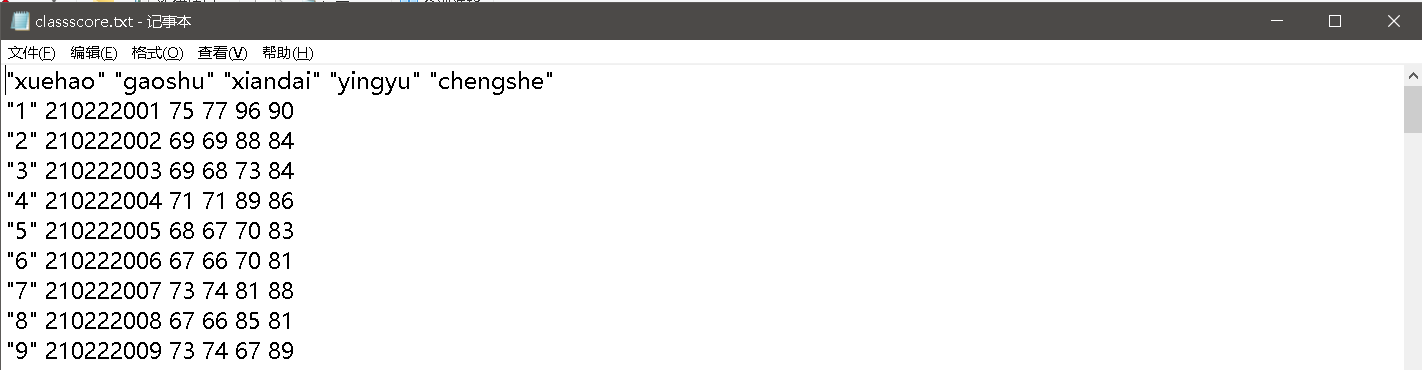 classscore.txt - 记事本
文件(F) 编辑(E) 格式(O) 查看(V) 帮助(H)
"xuehao" "gaoshu" "xiandai" "yingyu" "chengshe"
"1" 210222001 75 77 96 90
"2" 210222002 69 69 88 84
"3" 210222003 69 68 73 84
"4" 210222004 71 71 89 86
"5" 210222005 68 67 70 83
"6" 210222006 67 66 70 81
"7" 210222007 73 74 81 88
"8" 210222008 67 66 85 81
"9" 210222009 73 74 67 89